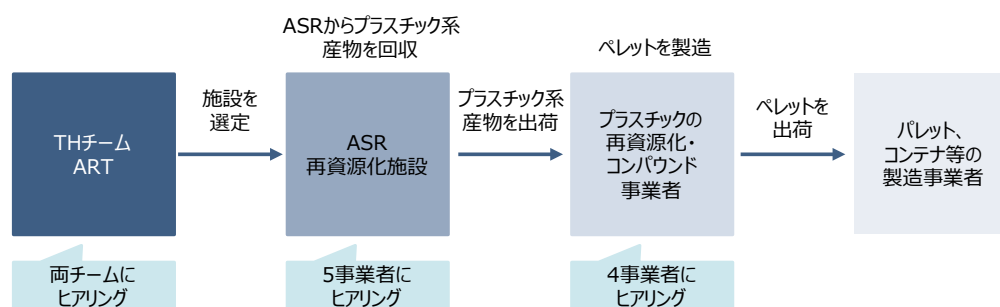 ASRからプラスチック系
産物を回収
ペレットを製造
THチーム
ART
施設を
選定
ASR
再資源化施設
プラスチック系
産物を出荷
プラスチックの
再資源化・
コンパウンド
事業者
ペレットを
出荷
パレット、
コンテナ等の
製造事業者
両チームに
ヒアリング
5事業者に
ヒアリング
4事業者に
ヒアリング